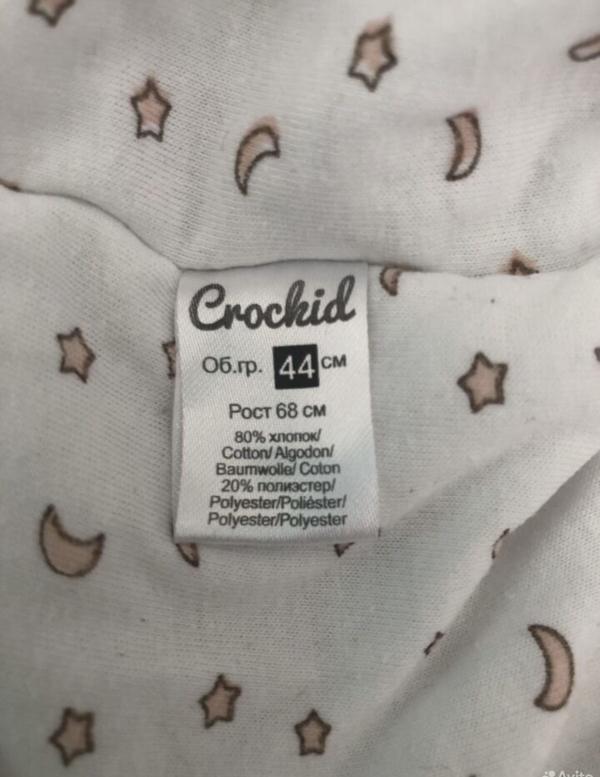 Crockid
Об.гр. 44 см
Рост 68 см
80% хлопок/
Cotton/ Algodon/
Baumwolle/ Coton
20% полиэстер/
Polyester/Poliéster/
Polyester/Polyester
Avito